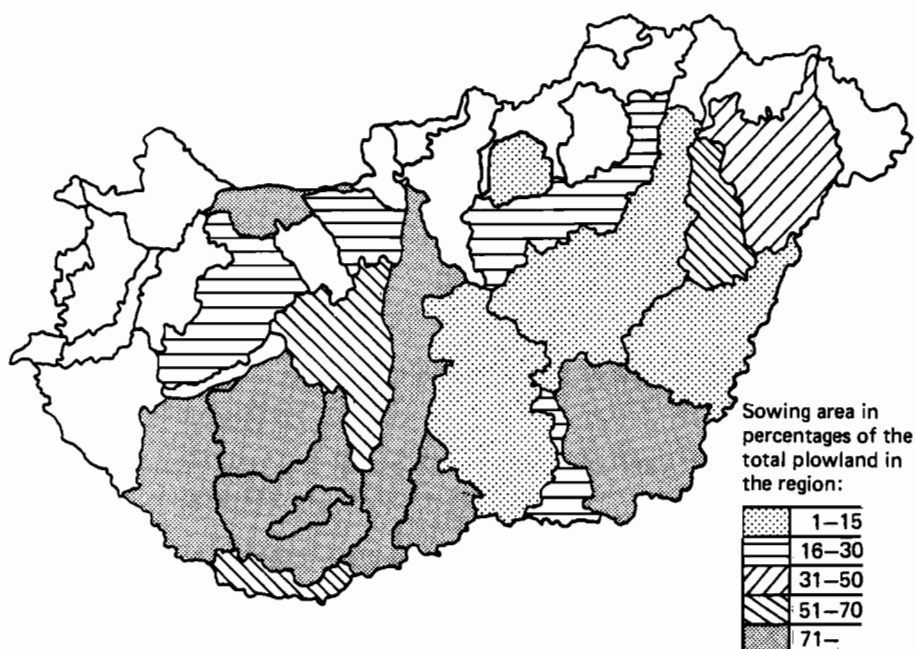 Sowing area in
percentages of the
total plowland in
the region:
1–15
16–30
31–50
51–70
71–